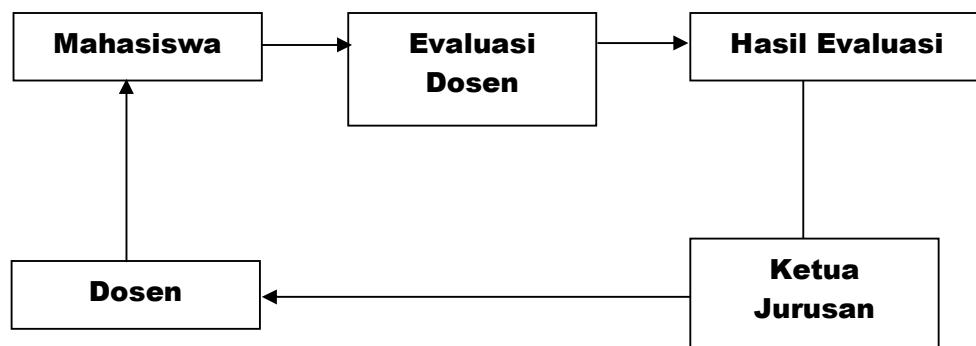 Mahasiswa
Evaluasi
Dosen
Hasil Evaluasi
Dosen
Ketua
Jurusan